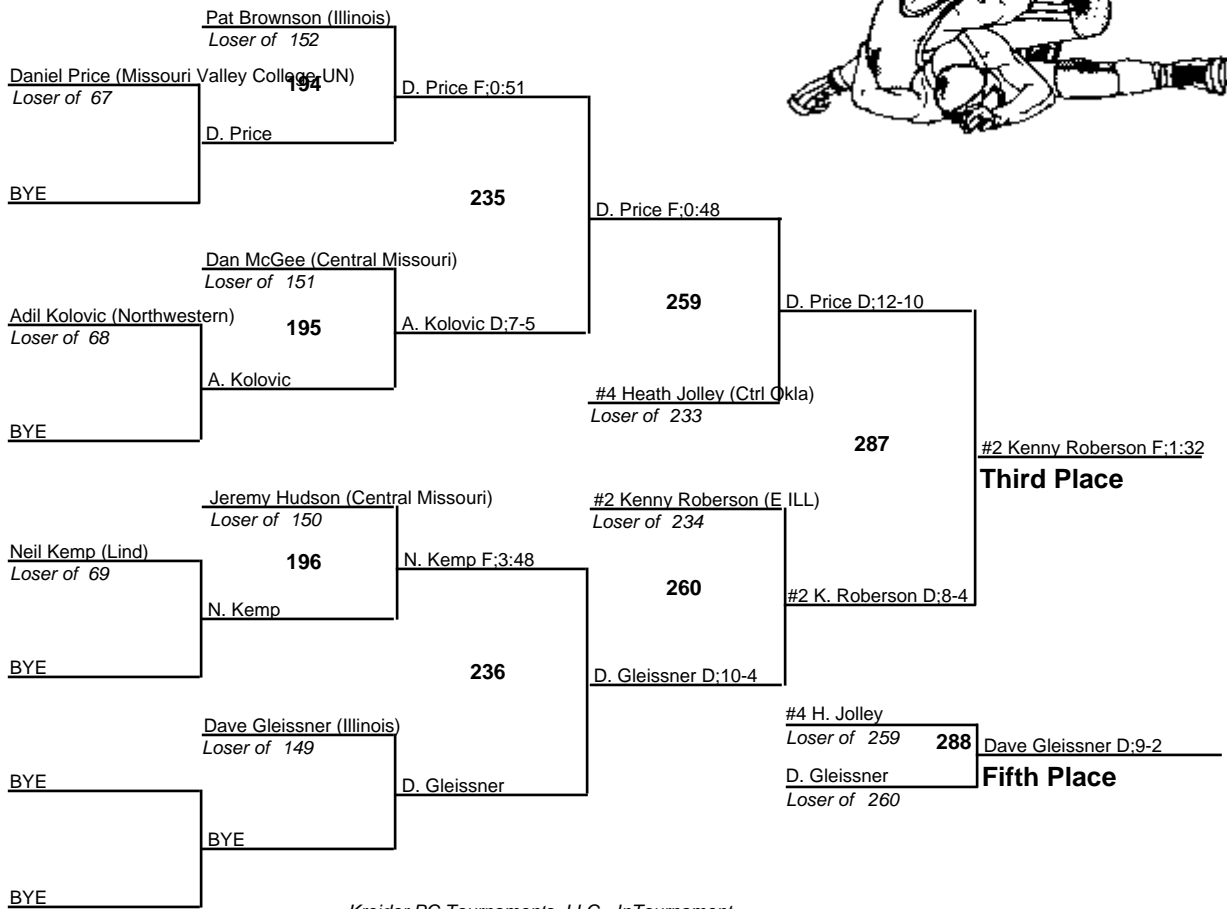 Pat Brownson (Illinois)
Loser of 152
Daniel Price (Missouri Valley College-UN)
194
Loser of 67
D. Price F;0:51
D. Price
BYE
235
D. Price F;0:48
Dan McGee (Central Missouri)
Loser of 151
259
D. Price D;12-10
Adil Kolovic (Northwestern)
195
Loser of 68
A. Kolovic D;7-5
A. Kolovic
#4 Heath Jolley (Ctrl Okla)
Loser of 233
BYE
287
#2 Kenny Roberson F;1:32
Third Place
Jeremy Hudson (Central Missouri)
Loser of 150
#2 Kenny Roberson (E ILL)
Loser of 234
Neil Kemp (Lind)
Loser of 69
196
N. Kemp F;3:48
260
#2 K. Roberson D;8-4
N. Kemp
BYE
236
D. Gleissner D;10-4
Dave Gleissner (Illinois)
Loser of 149
#4 H. Jolley
Loser of 259
288
Dave Gleissner D;9-2
Fifth Place
D. Gleissner
Loser of 260
BYE
D. Gleissner
BYE
BYE
Kreider PC Tournaments, LLC - InTournament